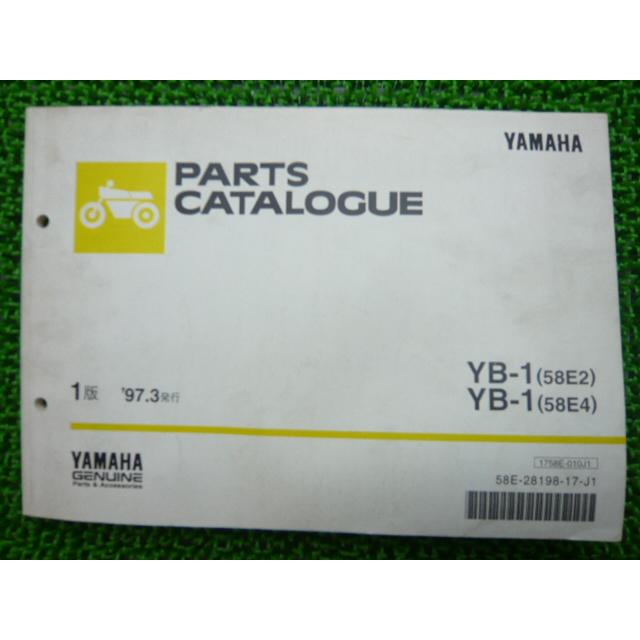 YAMAHA
PARTS
CATALOGUE
YB-1 (58E2)
YB-1 (58E4)
1版 '97.3発行
YAMAHA
GENUINE
Parts & Accessories
1758E-010J1
58E-28198-17-J1